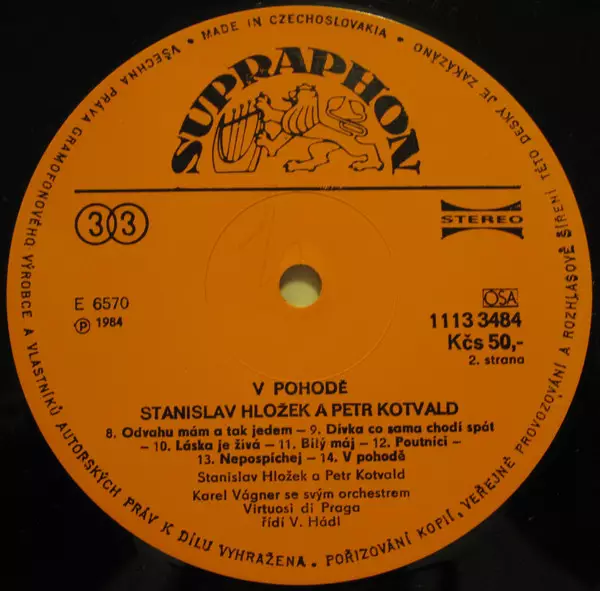 VŠECHNA PRÁVA GRAMOFONOVÉHO VÝROBCE A VLASTNÍKŮ AUTORSKÝCH PRÁV K DÍLU VYHRAŽENA. POŘIZOVÁNÍ KOPIÍ, VEŘEJNÉ PROVOZOVÁNÍ A ROZHLASOVÉ ŠÍŘENÍ TÉTO DESKY JE ZAKÁZÁNO
• MADE IN CZECHOSLOVAKIA •
SUPRAPHON
33
STEREO
E 6570
Ⓟ 1984
OSA
1113 3484
Kčs 50,-
2. strana
V POHODĚ
STANISLAV HLOŽEK A PETR KOTVALD
8. Odvahu mám a tak jedem – 9. Dívka co sama chodí spát
– 10. Láska je živá – 11. Bílý máj – 12. Poutníci –
13. Nepospíchej – 14. V pohodě
Stanislav Hložek a Petr Kotvald
Karel Vágner se svým orchestrem
Virtuosi di Praga
řídí V. Hádl